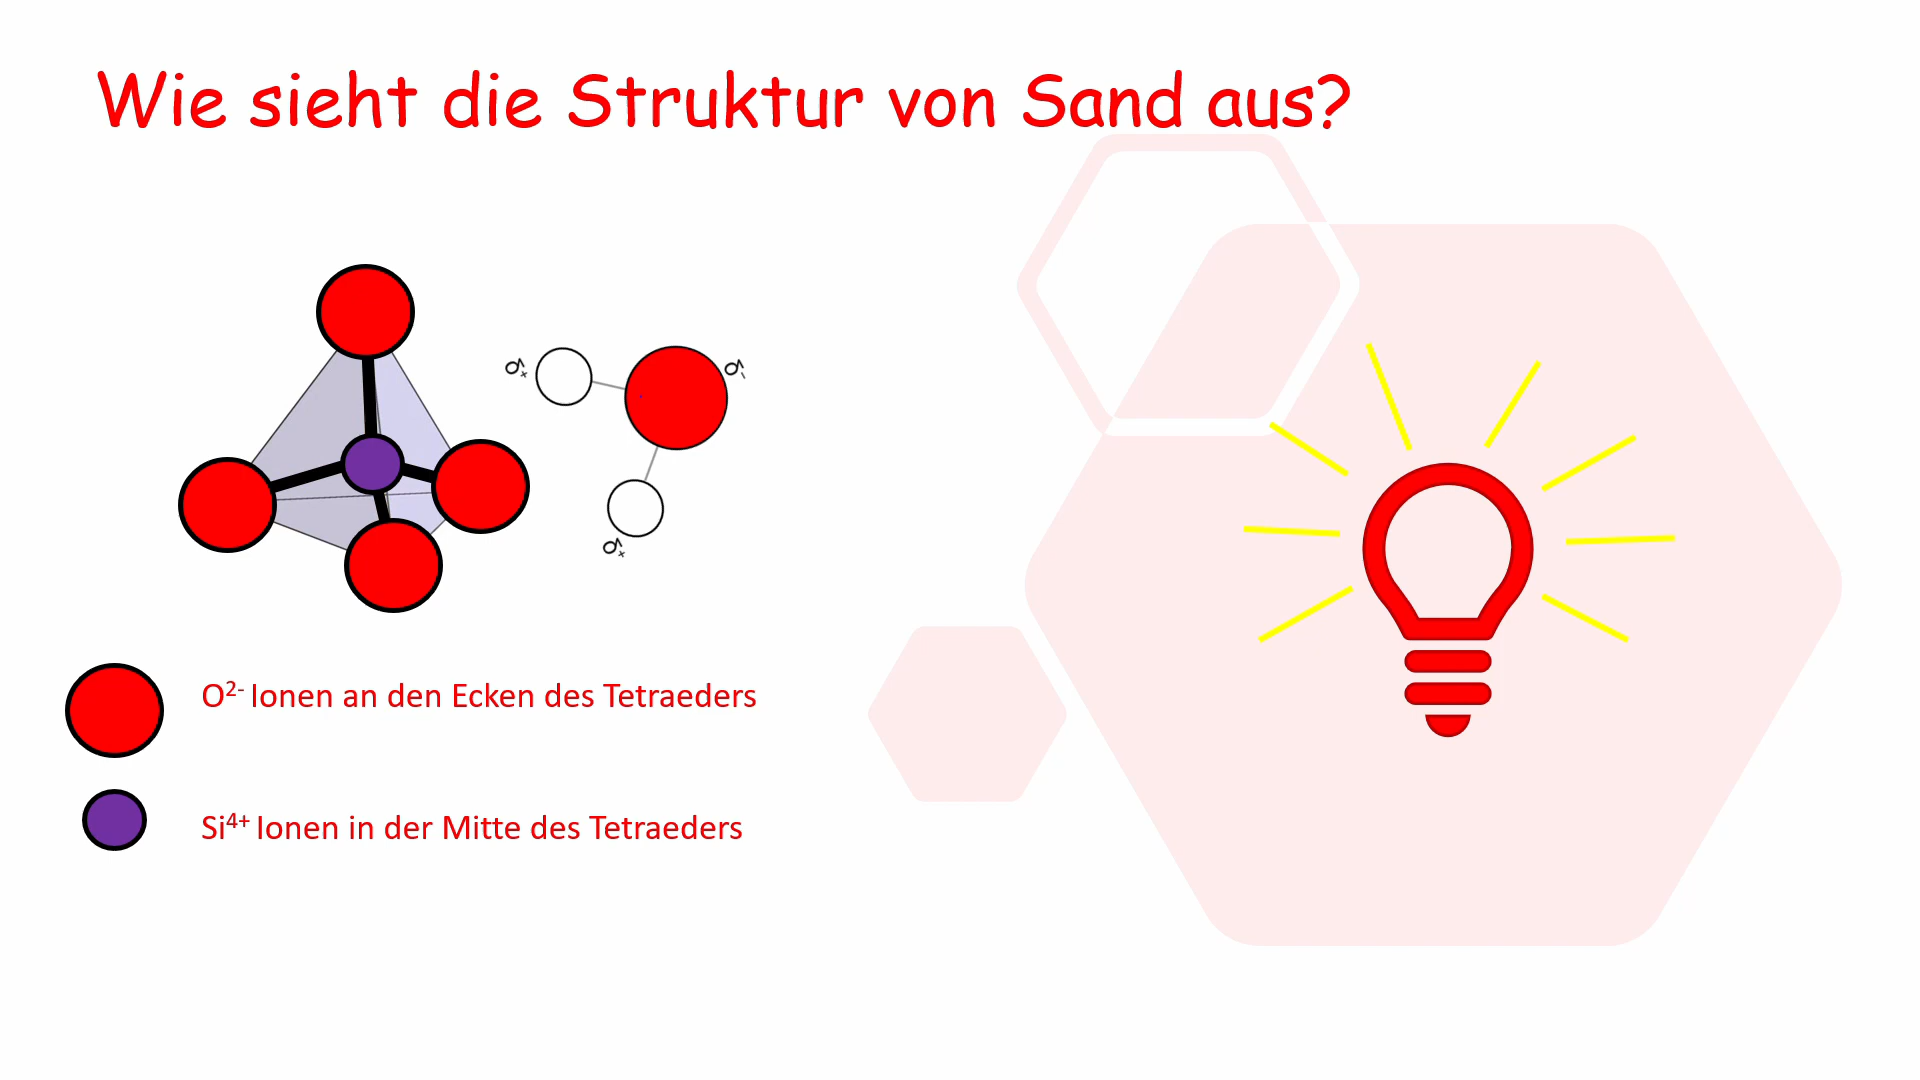 Wie sieht die Struktur von Sand aus?
δ+
δ-
δ+
O²⁻ Ionen an den Ecken des Tetraeders
Si⁴⁺ Ionen in der Mitte des Tetraeders